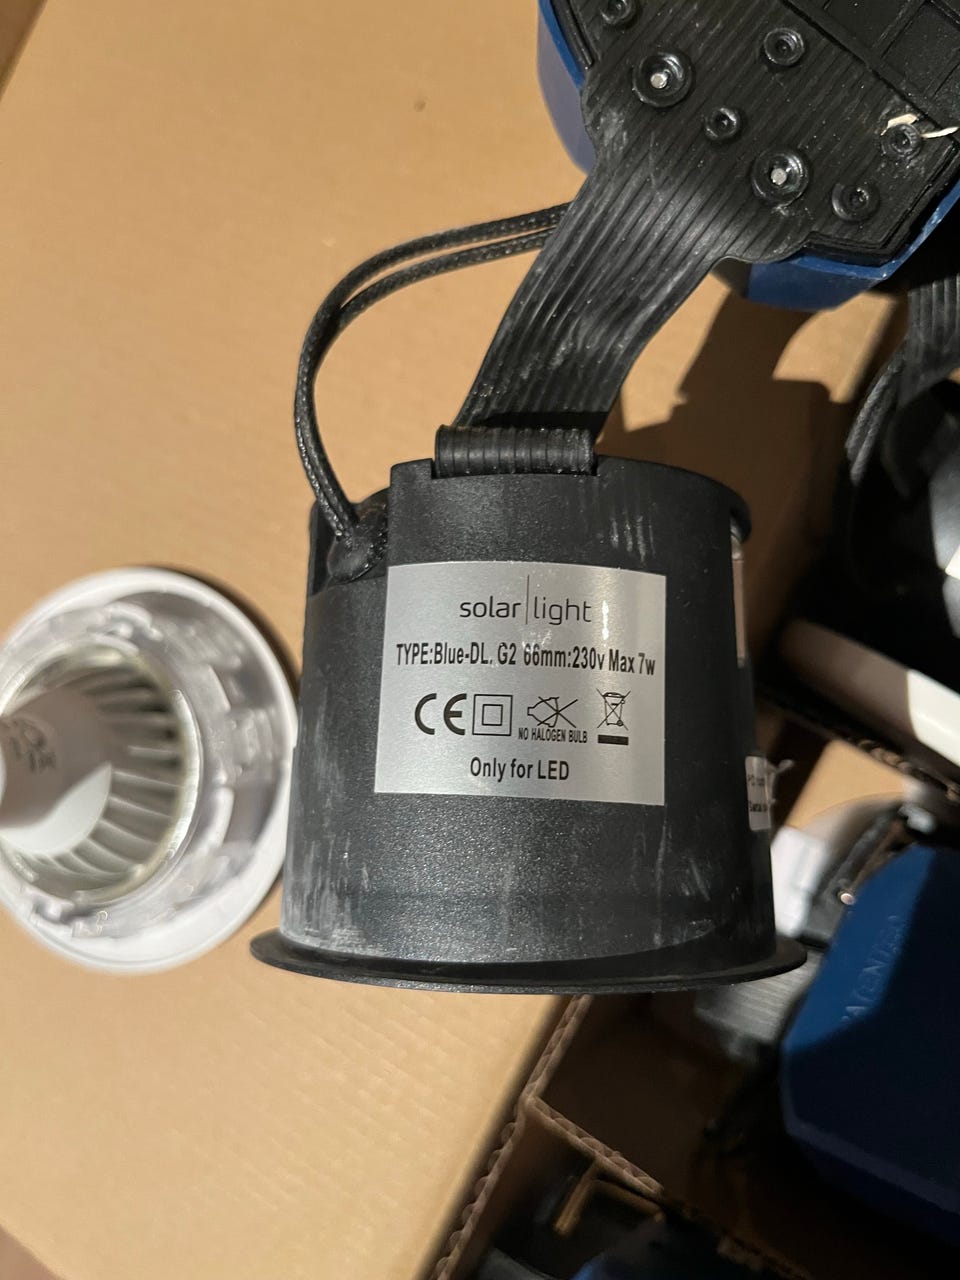 solar|light
TYPE:Blue-DL, G2 66mm:230v Max 7w
CE
NO HALOGEN BULB
Only for LED